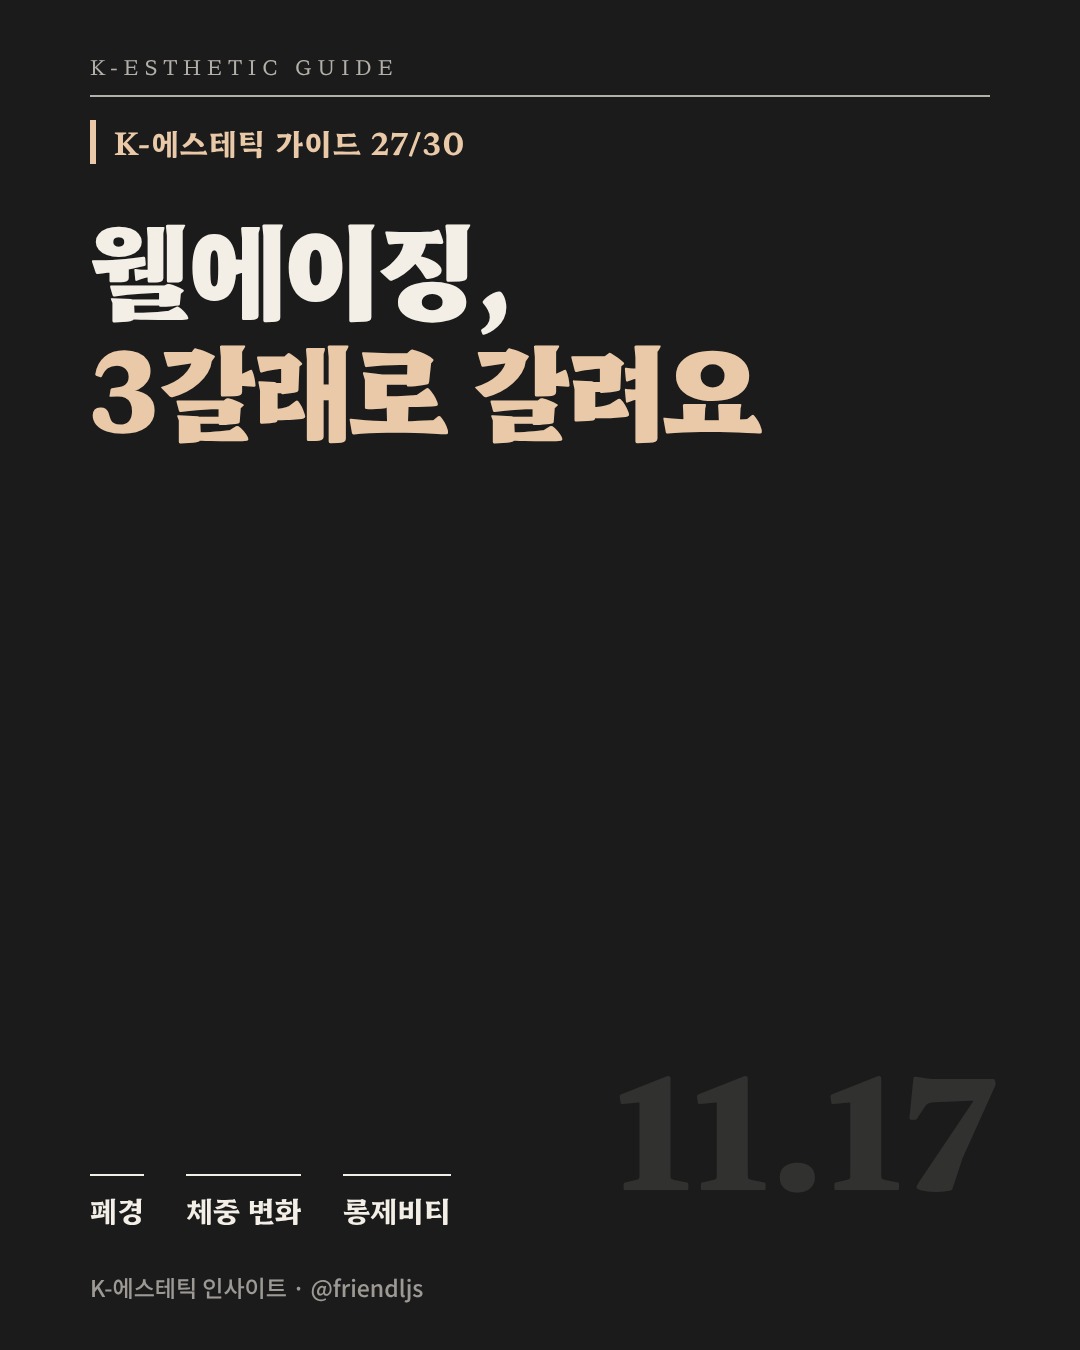 K-ESTHETIC GUIDE
K-에스테틱 가이드 27/30
웰에이징,
3갈래로 갈려요
11.17
폐경 체중 변화 롱제비티
K-에스테틱 인사이트 · @friendljs